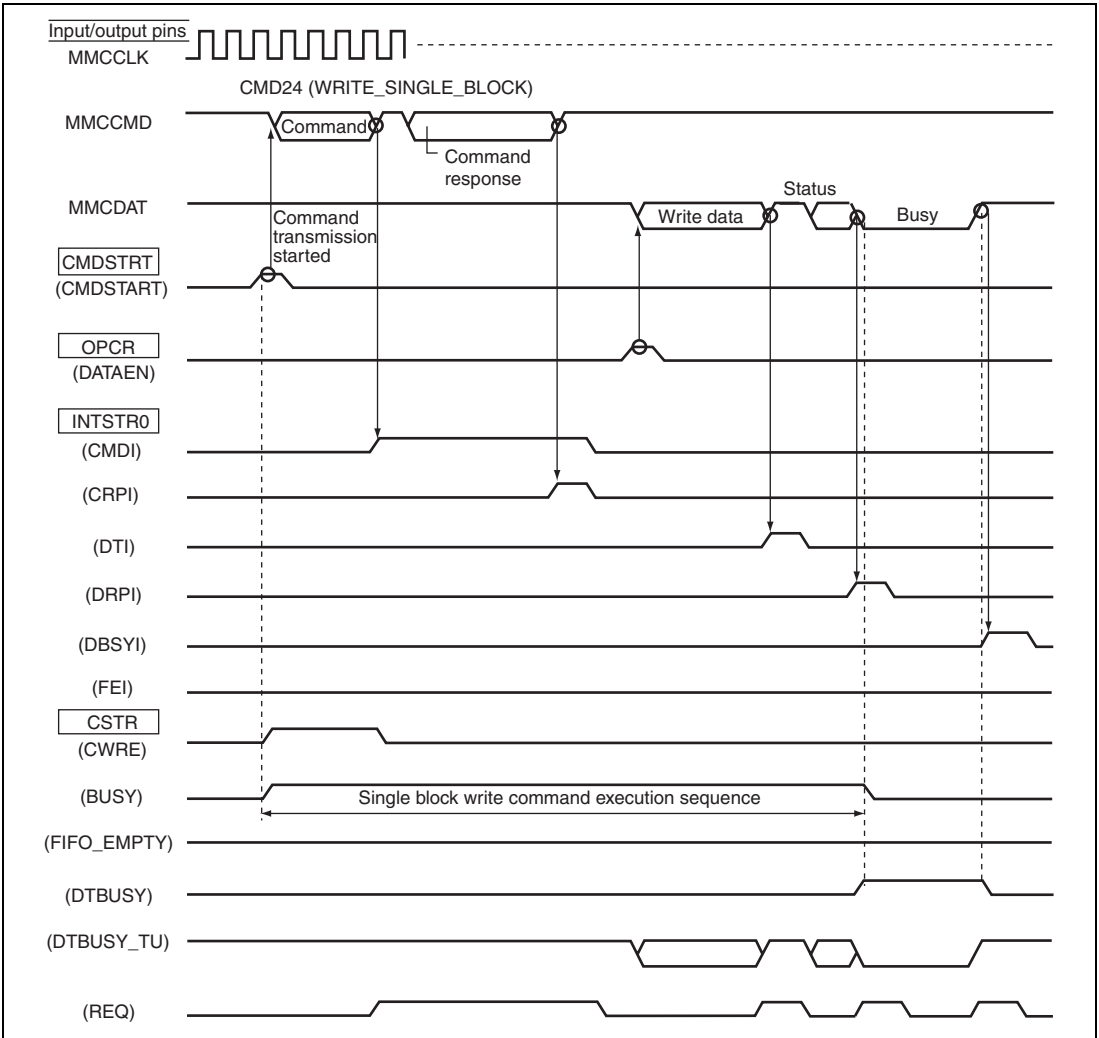 Input/output pins
MMCCLK
CMD24 (WRITE_SINGLE_BLOCK)
MMCCMD
Command
Command
response
MMCDAT
Status
Write data
Busy
Command
transmission
started
CMDSTRT
(CMDSTART)
OPCR
(DATAEN)
INTSTR0
(CMDI)
(CRPI)
(DTI)
(DRPI)
(DBSYI)
(FEI)
CSTR
(CWRE)
(BUSY)
Single block write command execution sequence
(FIFO_EMPTY)
(DTBUSY)
(DTBUSY_TU)
(REQ)